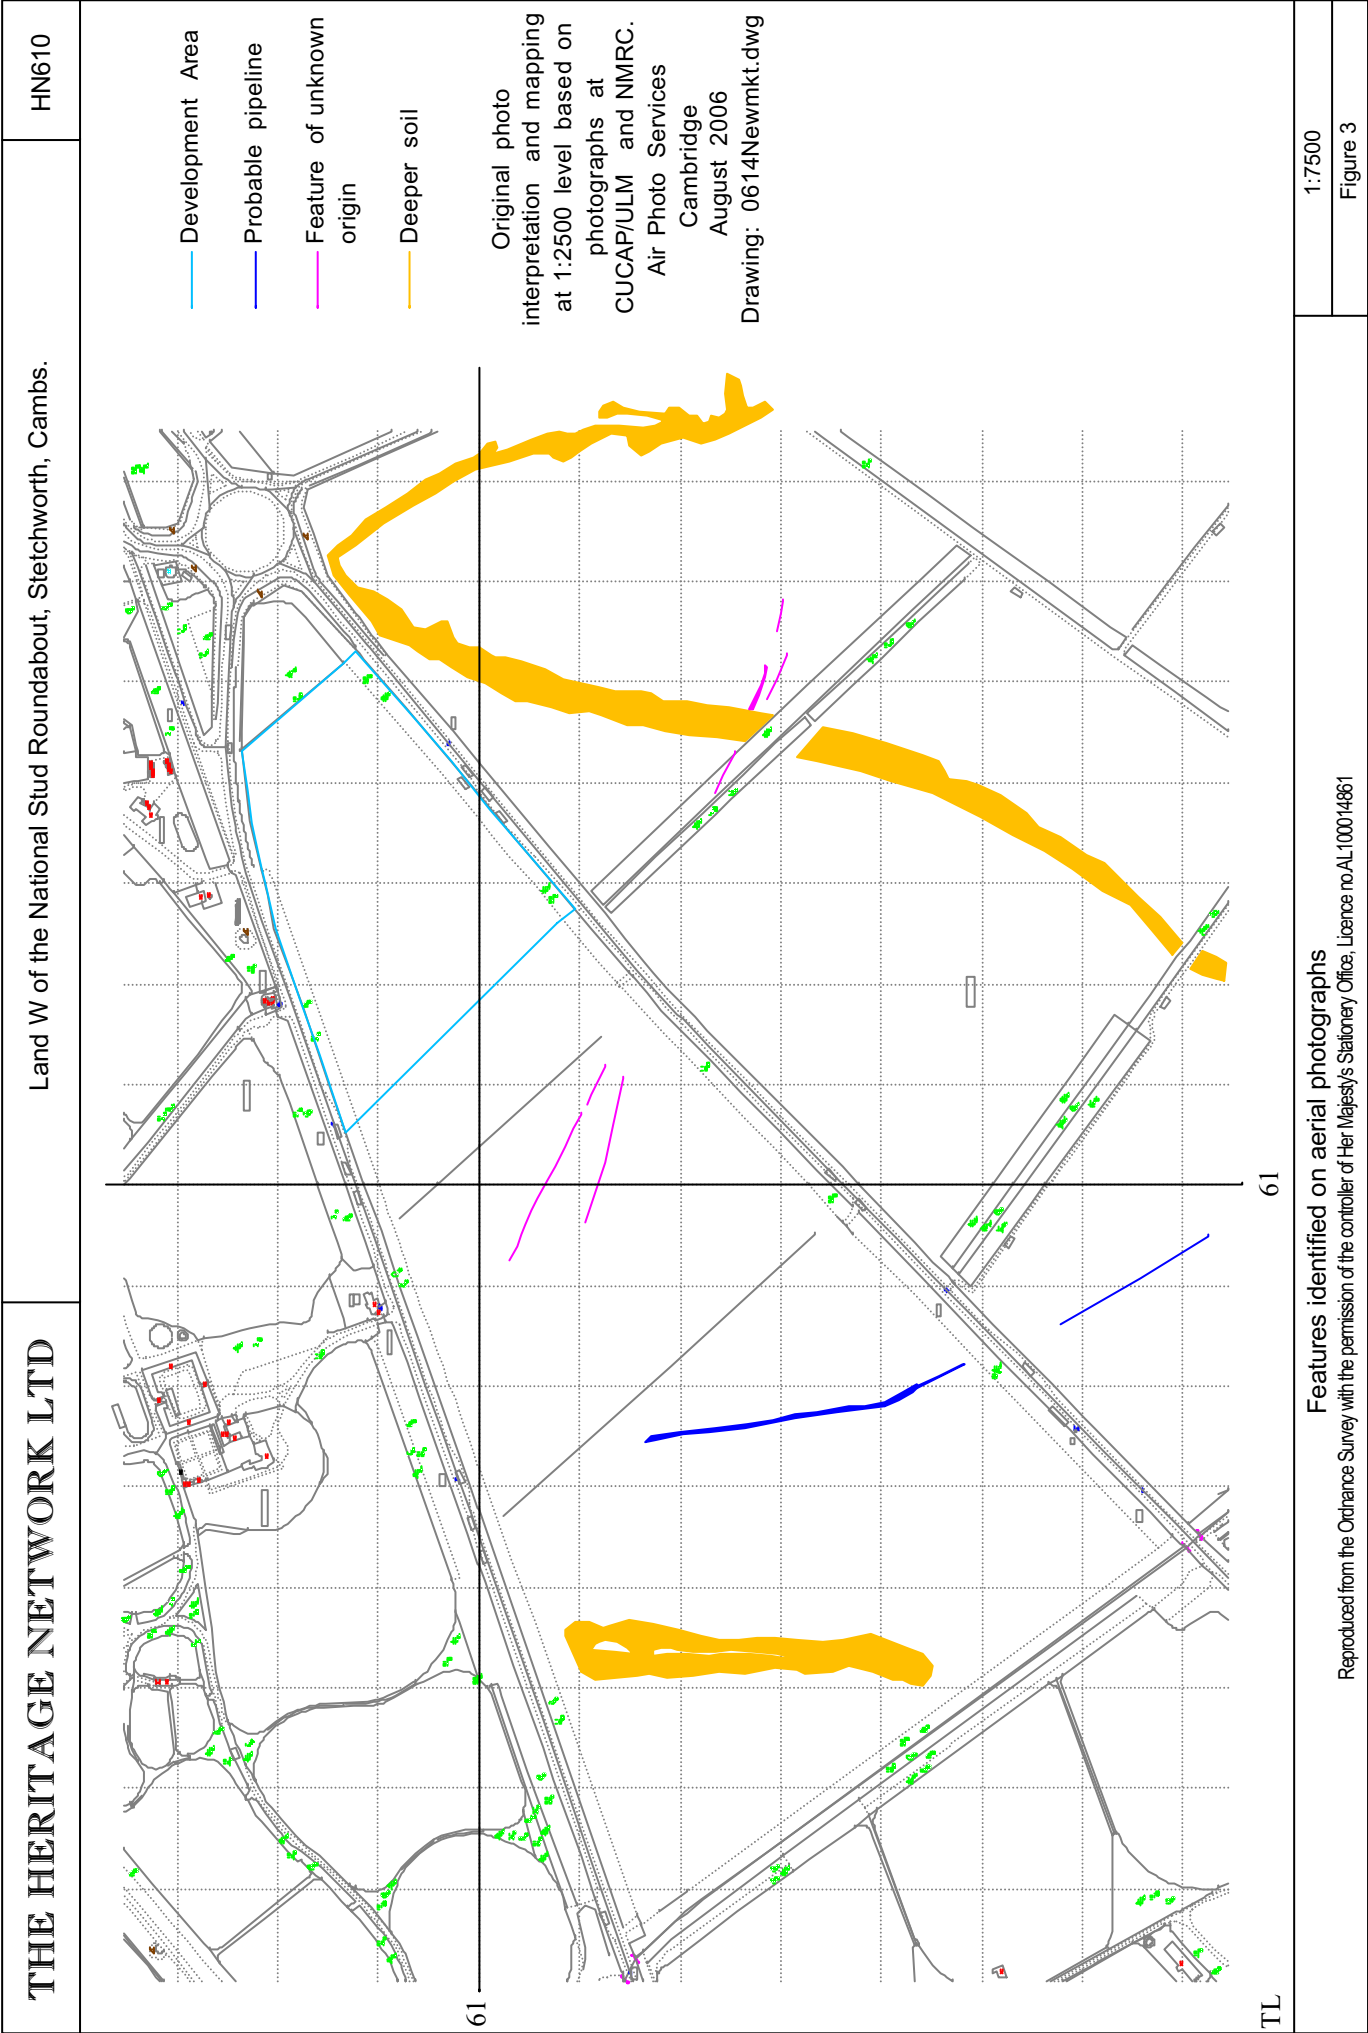 THE HERITAGE NETWORK LTD
Land W of the National Stud Roundabout, Stetchworth, Cambs.
HN610
Development Area
Probable pipeline
Feature of unknown
origin
Deeper soil
Original photo
interpretation and mapping
at 1:2500 level based on
photographs at
CUCAP/ULM and NMRC.
Air Photo Services
Cambridge
August 2006
Drawing: 0614Newmkt.dwg
61
61
TL
Features identified on aerial photographs
Reproduced from the Ordnance Survey with the permission of the controller of Her Majesty's Stationery Office, Licence no.AL100014861
1:7500
Figure 3